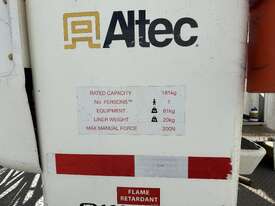 Altec
RATED CAPACITY 181kg
No. PERSONS 1
EQUIPMENT 81kg
LINER WEIGHT 20kg
MAX MANUAL FORCE 200N
FLAME
RETARDANT